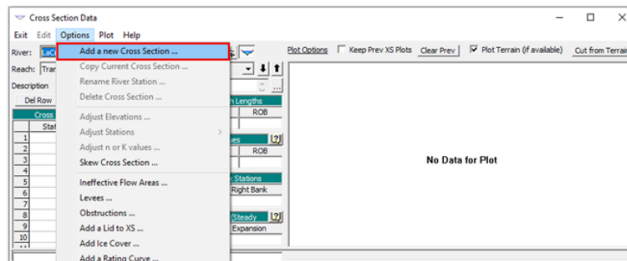 Cross Section Data
Exit Edit Options Plot Help
River: Add a new Cross Section ... Plot Options Keep Prev XS Plots Clear Prev Plot Terrain (if available) Cut from Terrain
Reach: Copy Current Cross Section ...
Rename River Station ...
Description
Delete Cross Section ...
Del Row Lengths
Adjust Elevations ... ROB
Cross
Adjust Stations
1
Adjust n or K values ...
2 ROB
3 Skew Cross Section ... No Data for Plot
4
5 Ineffective Flow Areas ... Stations
6 Right Bank
7 Levees ...
8 Obstructions ... (Steady
9 Add a Lid to XS ... Expansion
10
Add Ice Cover ...
Add a Rating Curve ...